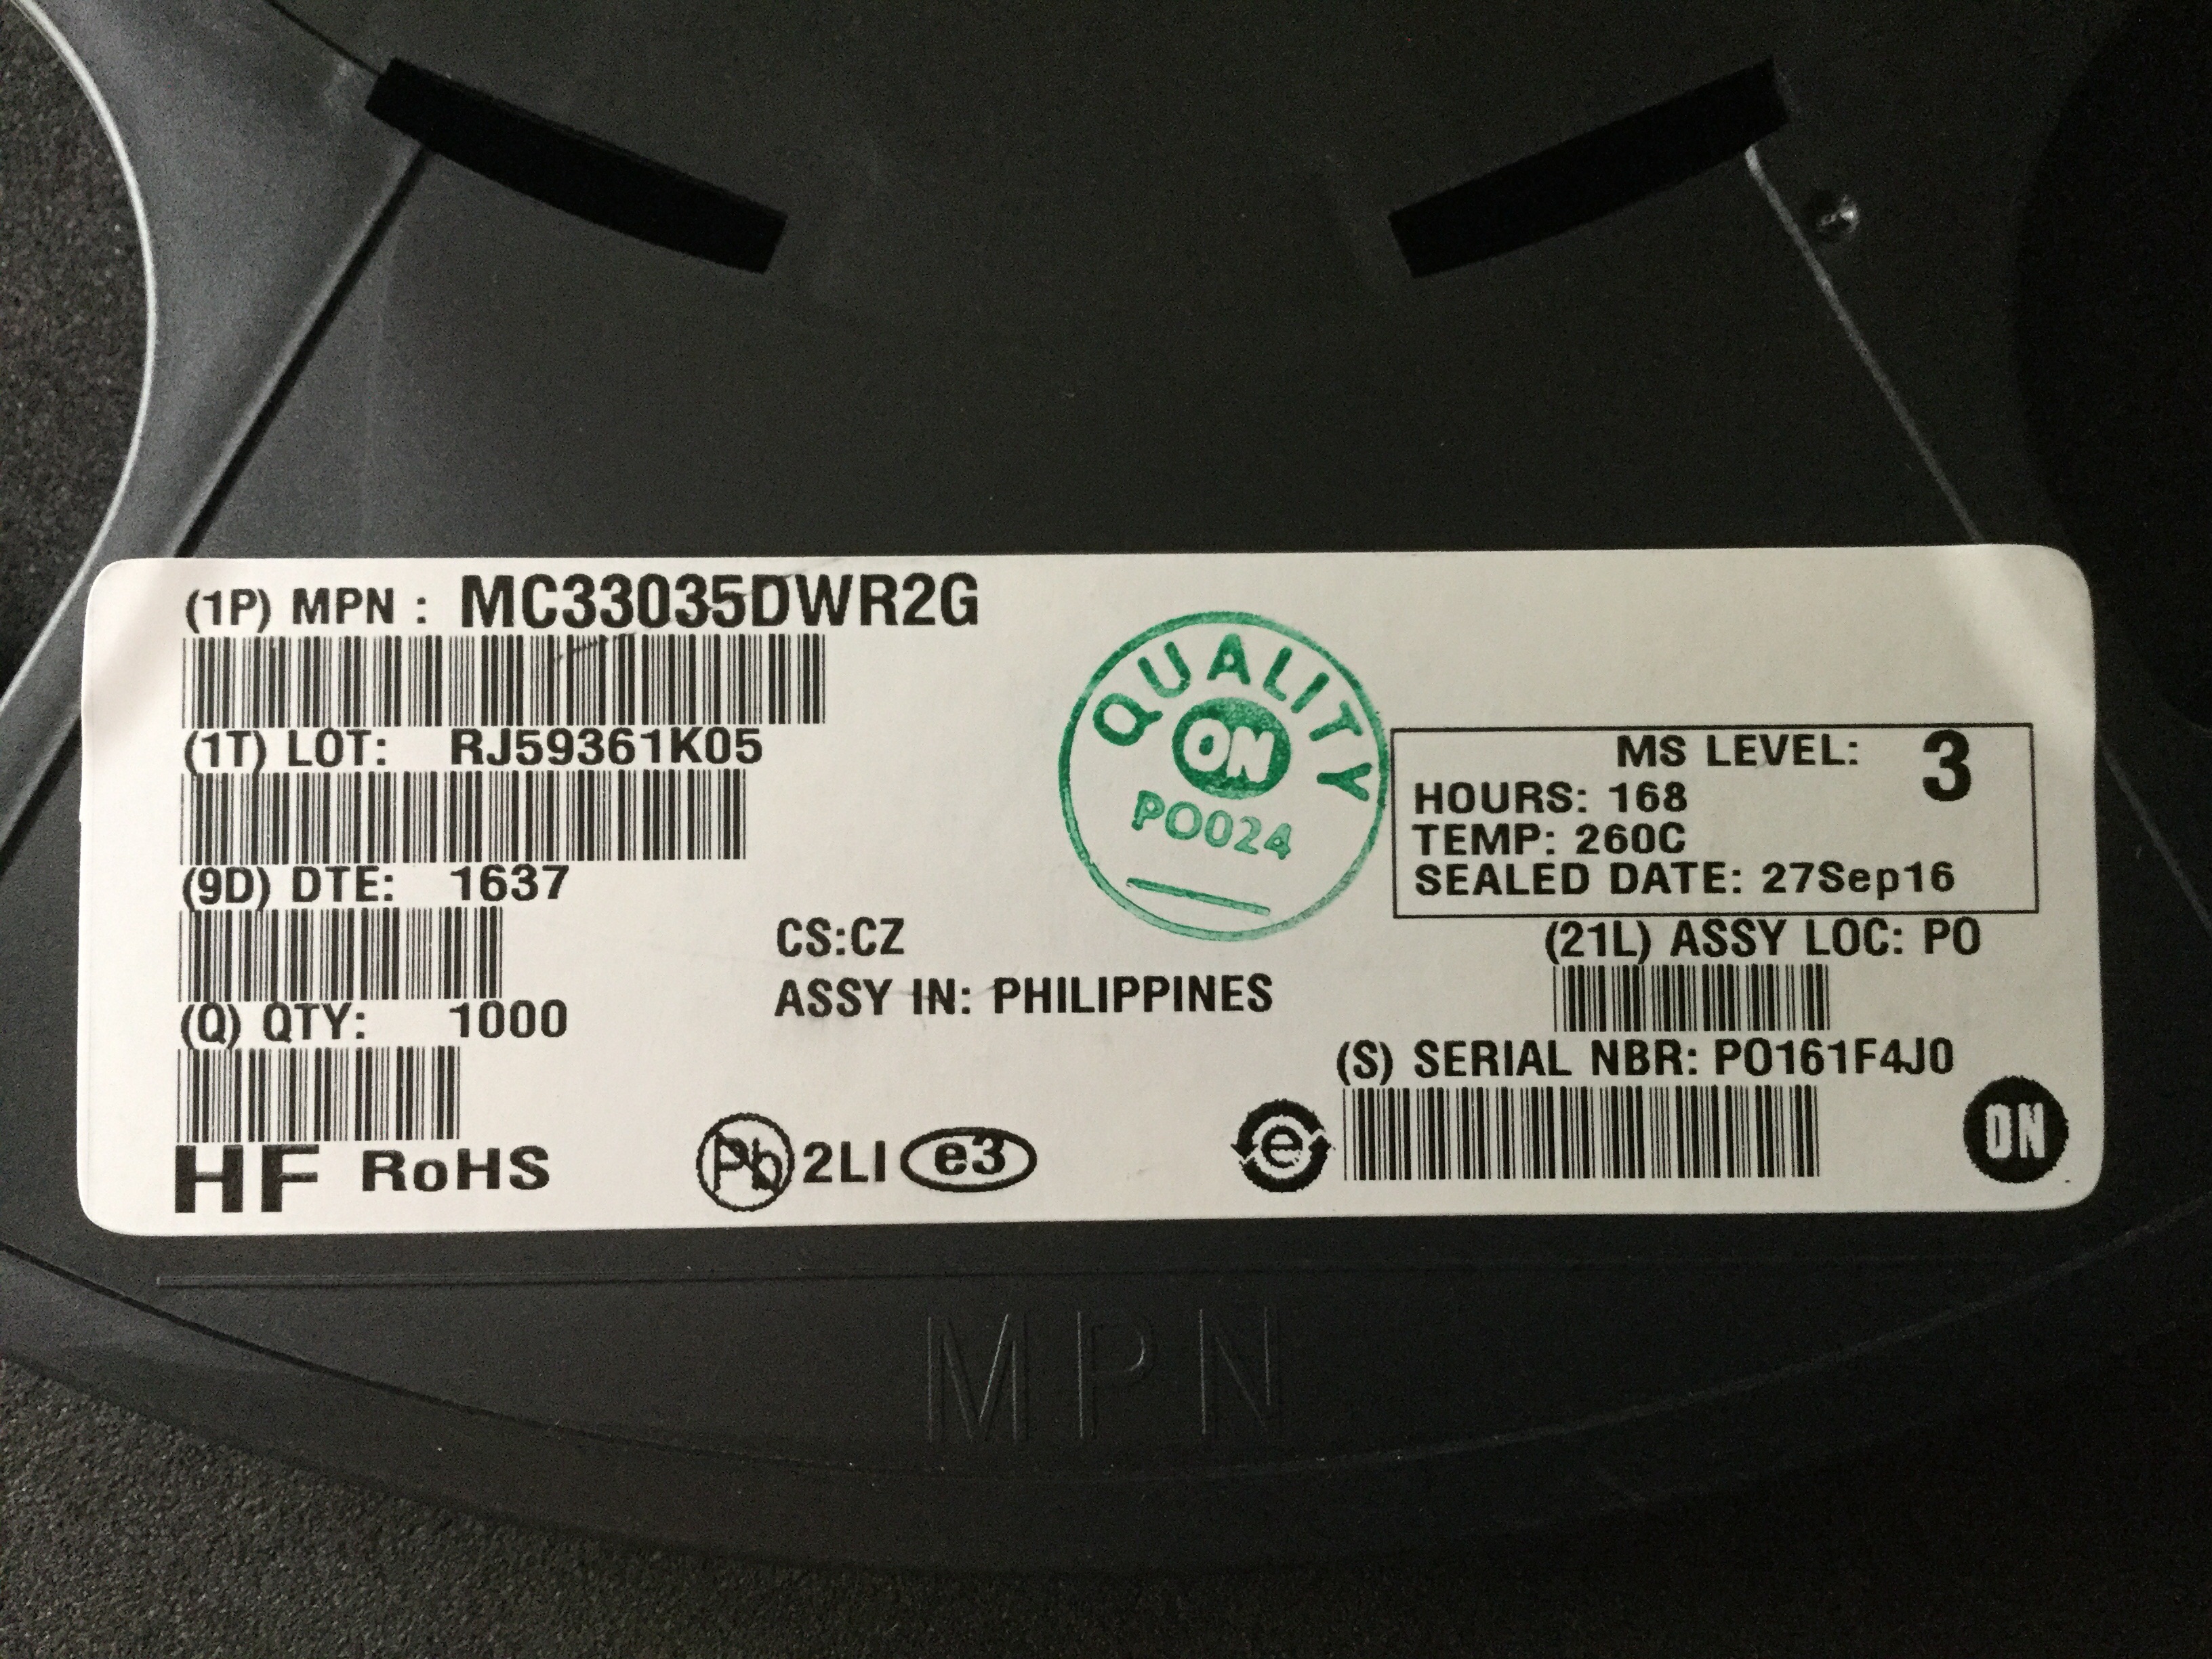 (1P) MPN : MC33035DWR2G
(1T) LOT: RJ59361K05
(9D) DTE: 1637
(Q) QTY: 1000
HF RoHS
CS:CZ
ASSY IN: PHILIPPINES
Pb 2LI e3
QUALITY
ON
PO024
MS LEVEL: 3
HOURS: 168
TEMP: 260C
SEALED DATE: 27Sep16
(21L) ASSY LOC: PO
(S) SERIAL NBR: PO161F4J0
e
ON
MPN